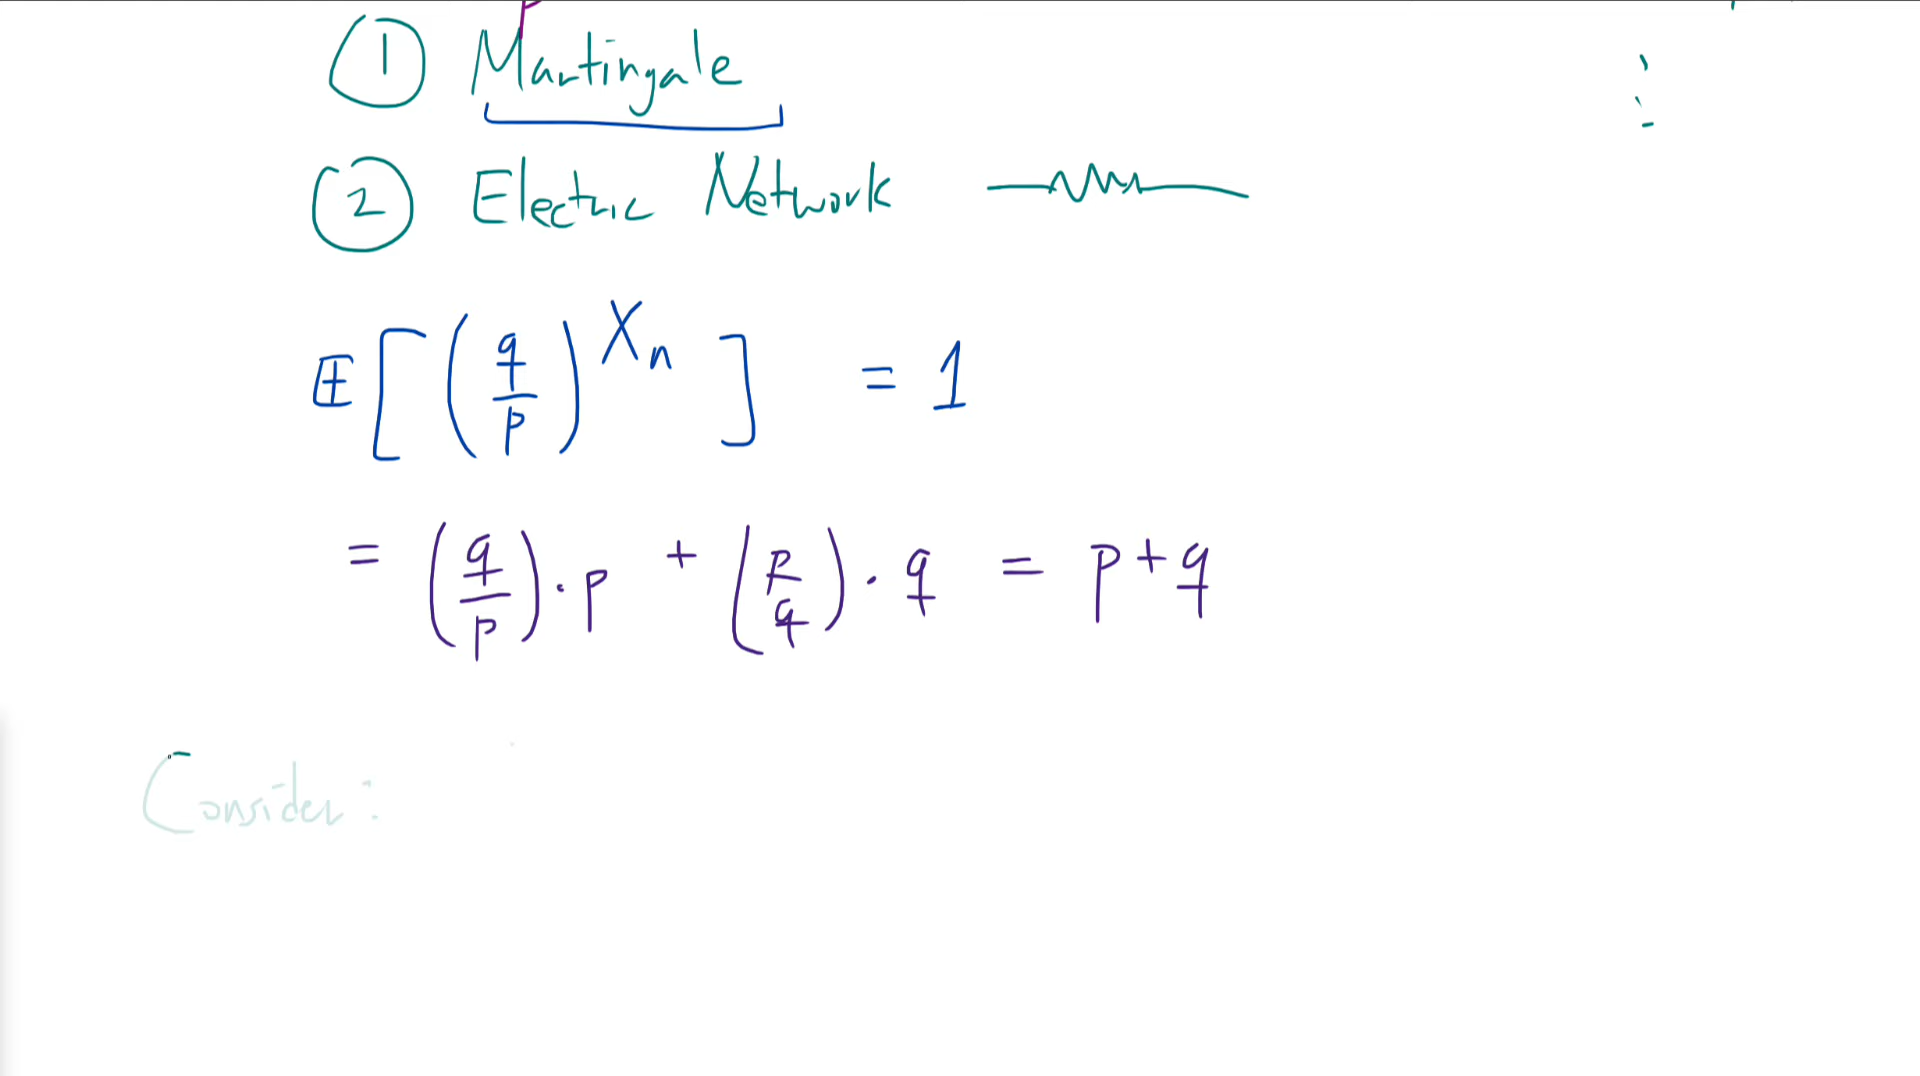 ① Martingale
② Electric Network
𝔼[(q/p)^{X_n}] = 1
= (q/p)·p + (p/q)·q = p+q
Consider: